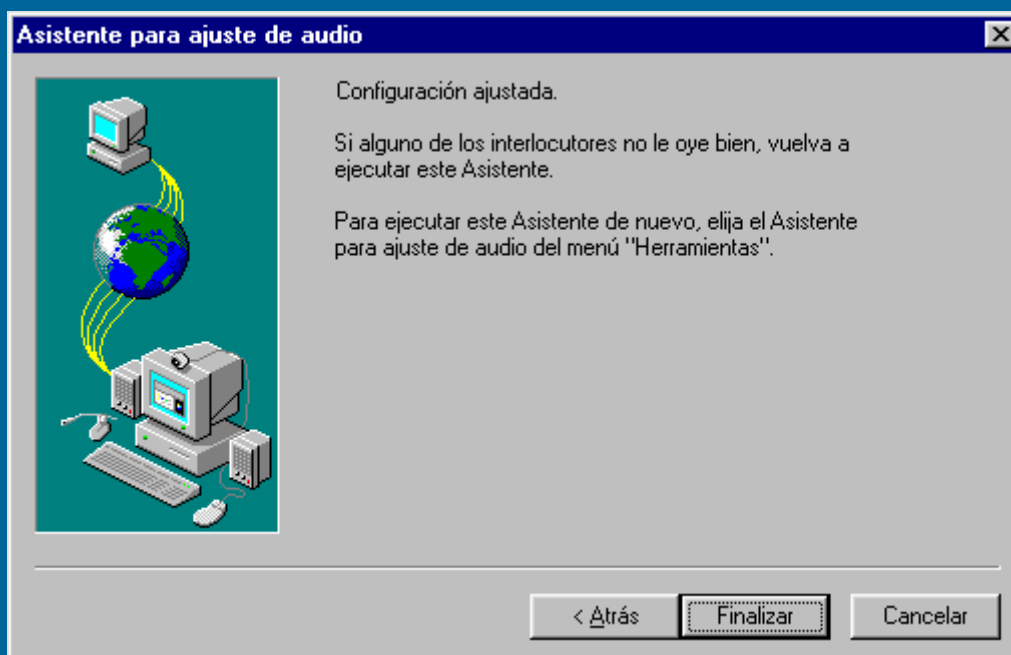 Asistente para ajuste de audio
Configuración ajustada.
Si alguno de los interlocutores no le oye bien, vuelva a
ejecutar este Asistente.
Para ejecutar este Asistente de nuevo, elija el Asistente
para ajuste de audio del menú "Herramientas".
< Atrás
Finalizar
Cancelar